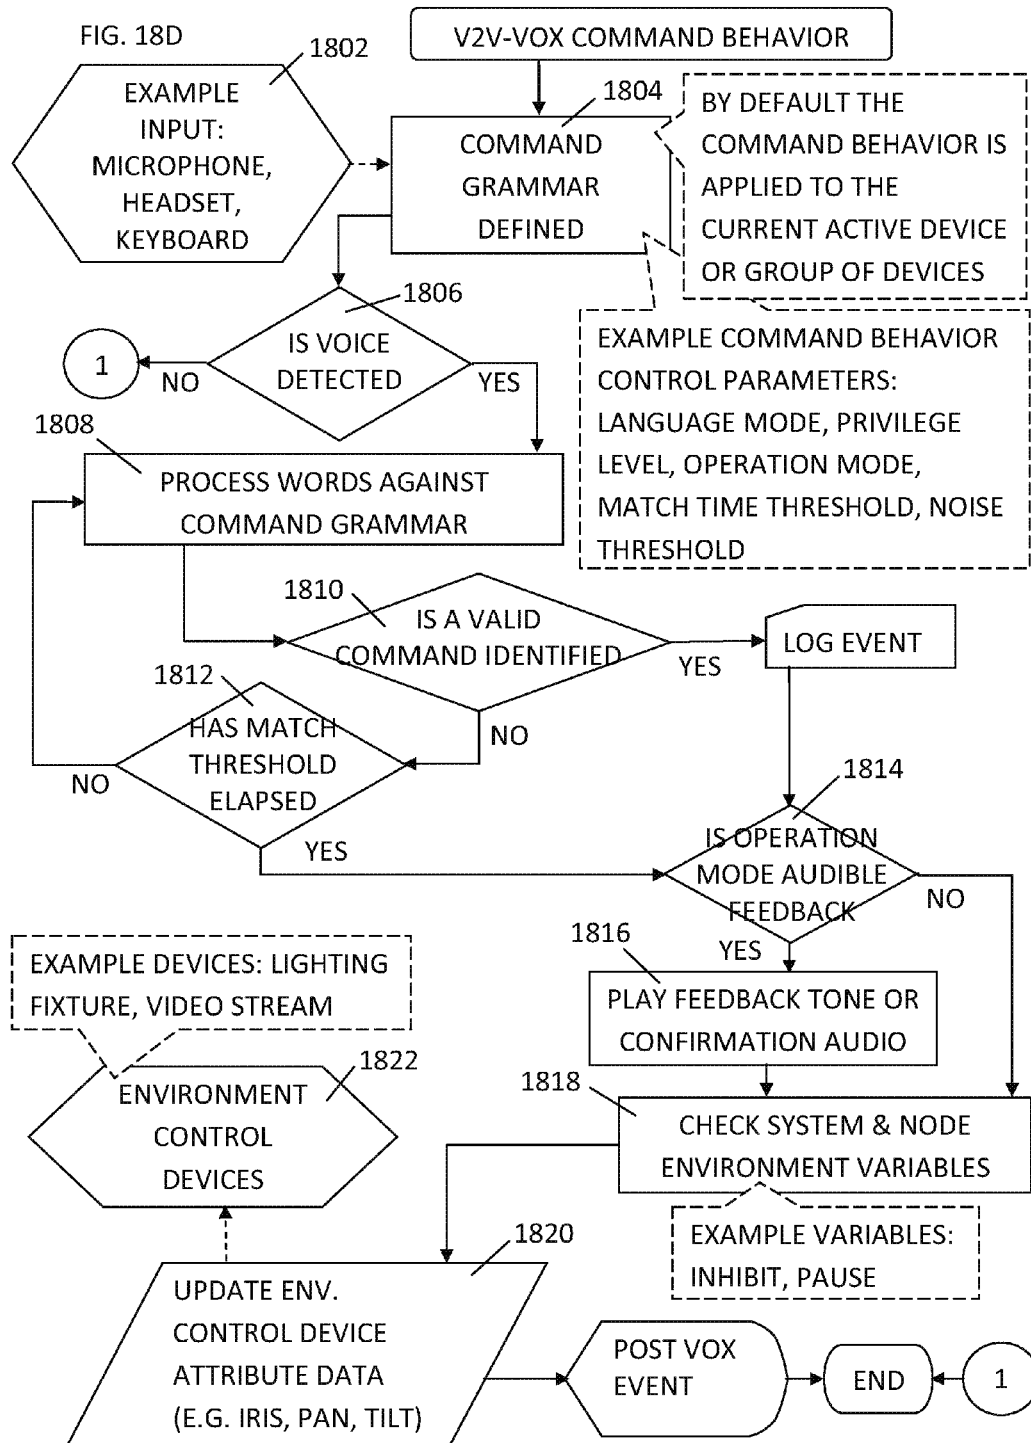 FIG. 18D
V2V-VOX COMMAND BEHAVIOR
1802
EXAMPLE
INPUT:
MICROPHONE,
HEADSET,
KEYBOARD
1804
COMMAND
GRAMMAR
DEFINED
BY DEFAULT THE
COMMAND BEHAVIOR IS
APPLIED TO THE
CURRENT ACTIVE DEVICE
OR GROUP OF DEVICES
1806
IS VOICE
DETECTED
1
NO
YES
EXAMPLE COMMAND BEHAVIOR
CONTROL PARAMETERS:
LANGUAGE MODE, PRIVILEGE
LEVEL, OPERATION MODE,
MATCH TIME THRESHOLD, NOISE
THRESHOLD
1808
PROCESS WORDS AGAINST
COMMAND GRAMMAR
1810
IS A VALID
COMMAND IDENTIFIED
YES
LOG EVENT
NO
1812
HAS MATCH
THRESHOLD
ELAPSED
NO
YES
1814
IS OPERATION
MODE AUDIBLE
FEEDBACK
NO
YES
1816
PLAY FEEDBACK TONE OR
CONFIRMATION AUDIO
EXAMPLE DEVICES: LIGHTING
FIXTURE, VIDEO STREAM
1822
ENVIRONMENT
CONTROL
DEVICES
1818
CHECK SYSTEM & NODE
ENVIRONMENT VARIABLES
EXAMPLE VARIABLES:
INHIBIT, PAUSE
1820
UPDATE ENV.
CONTROL DEVICE
ATTRIBUTE DATA
(E.G. IRIS, PAN, TILT)
POST VOX
EVENT
END
1